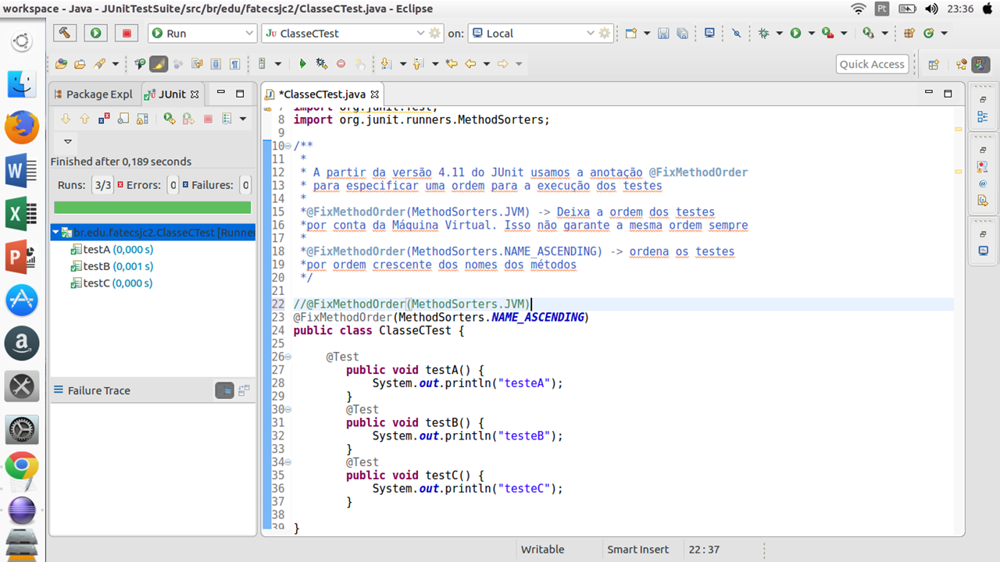 workspace - Java - JUnitTestSuite/src/br/edu/fatecsjc2/ClasseCTest.java - Eclipse
Pt
23:36
Run
JU ClasseCTest
on:
Local
Quick Access
Package Expl
JUnit
*ClasseCTest.java
Finished after 0,189 seconds
Runs: 3/3 Errors: 0 Failures: 0
br.edu.fatecsjc2.ClasseCTest [Runner
testA (0,000 s)
testB (0,001 s)
testC (0,000 s)
Failure Trace
7 import org.junit.Test;
8 import org.junit.runners.MethodSorters;
9
10 /**
11 *
12 * A partir da versão 4.11 do JUnit usamos a anotação @FixMethodOrder
13 * para especificar uma ordem para a execução dos testes
14 *
15 *@FixMethodOrder(MethodSorters.JVM) -> Deixa a ordem dos testes
16 *por conta da Máquina Virtual. Isso não garante a mesma ordem sempre
17 *
18 *@FixMethodOrder(MethodSorters.NAME_ASCENDING) -> ordena os testes
19 *por ordem crescente dos nomes dos métodos
20 */
21
22 //@FixMethodOrder(MethodSorters.JVM)
23 @FixMethodOrder(MethodSorters.NAME_ASCENDING)
24 public class ClasseCTest {
25
26 @Test
27 public void testA() {
28 System.out.println("testeA");
29 }
30 @Test
31 public void testB() {
32 System.out.println("testeB");
33 }
34 @Test
35 public void testC() {
36 System.out.println("testeC");
37 }
38
39 }
Writable
Smart Insert
22 : 37